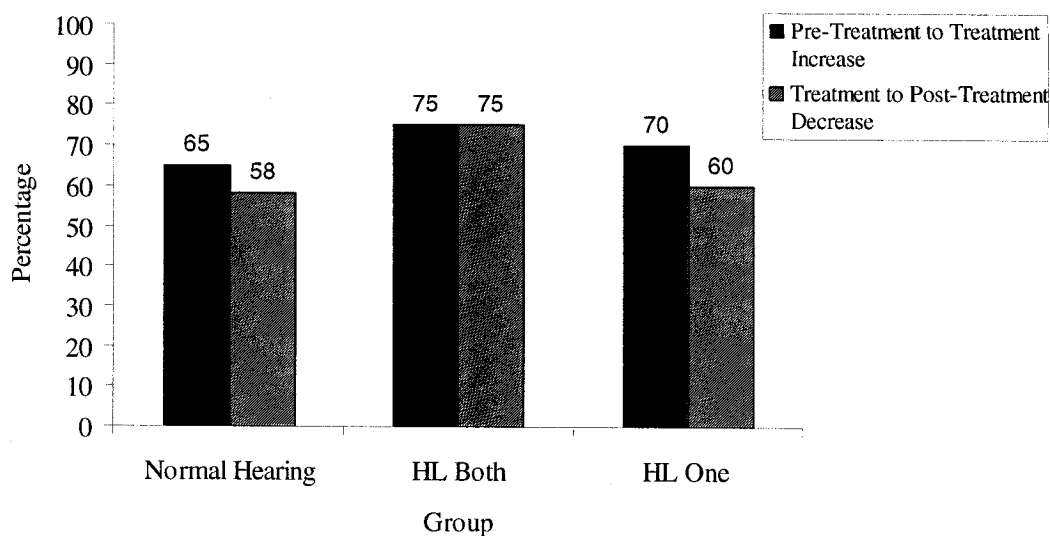 Pre-Treatment to Treatment
Increase
Treatment to Post-Treatment
Decrease
Percentage
100
90
80
70
60
50
40
30
20
10
0
65
58
75
75
70
60
Normal Hearing
HL Both
HL One
Group